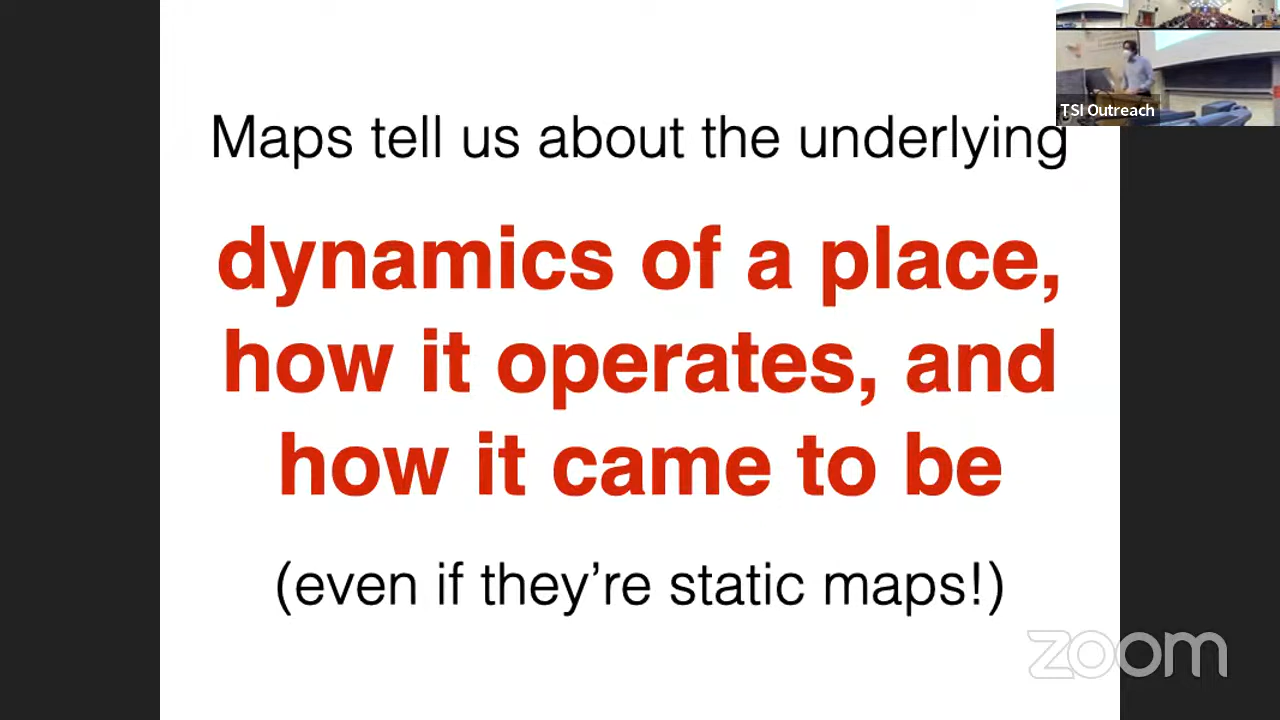 Maps tell us about the underlying
dynamics of a place,
how it operates, and
how it came to be
(even if they’re static maps!)
TSI Outreach
zoom